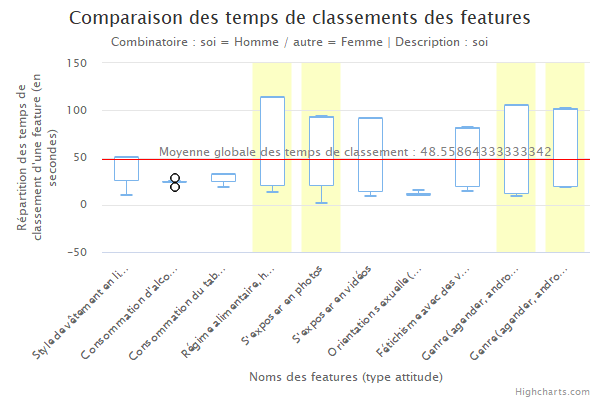 Comparaison des temps de classements des features
Combinatoire : soi = Homme / autre = Femme | Description : soi
Répartition des temps de
classement d'une feature (en
secondes)
150
100
50
0
−50
Moyenne globale des temps de classement : 48.55864333333342
Style de vêtement en li...
Consommation d'alco...
Consommation du tab...
Régime alimentaire, h...
S'exposer en photos
S'exposer en vidéos
Orientation sexuelle (...
Fétichisme avec des v...
Genre (agender, andro...
Genre (agender, andro...
Noms des features (type attitude)
Highcharts.com